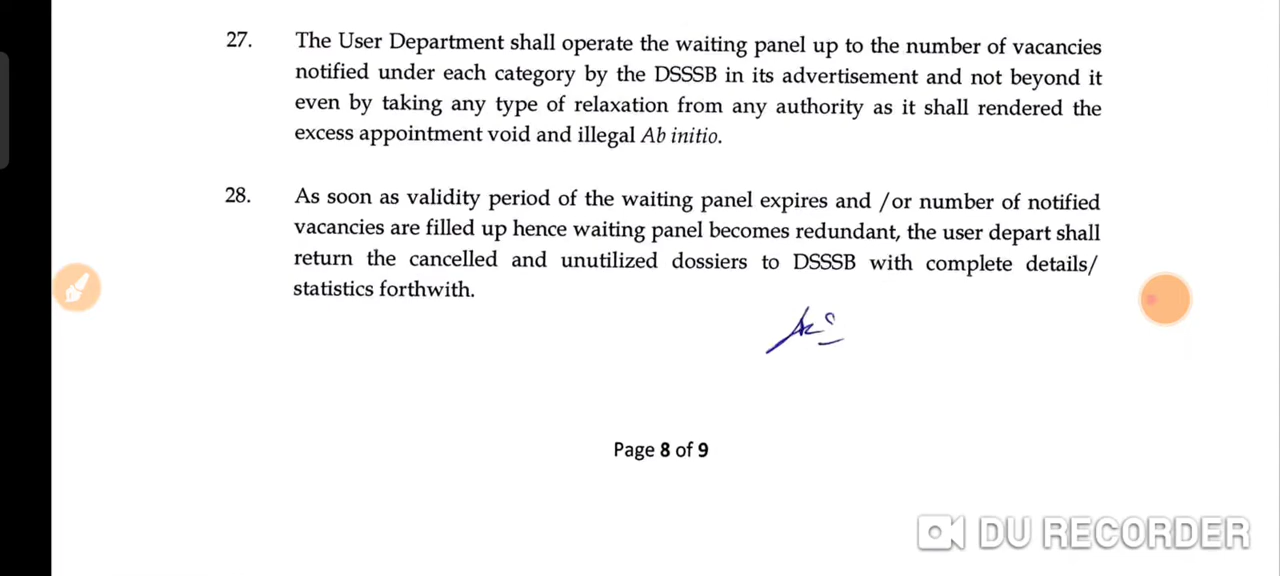 27. The User Department shall operate the waiting panel up to the number of vacancies
notified under each category by the DSSSB in its advertisement and not beyond it
even by taking any type of relaxation from any authority as it shall rendered the
excess appointment void and illegal Ab initio.
28. As soon as validity period of the waiting panel expires and /or number of notified
vacancies are filled up hence waiting panel becomes redundant, the user depart shall
return the cancelled and unutilized dossiers to DSSSB with complete details/
statistics forthwith.
Page 8 of 9
DU RECORDER